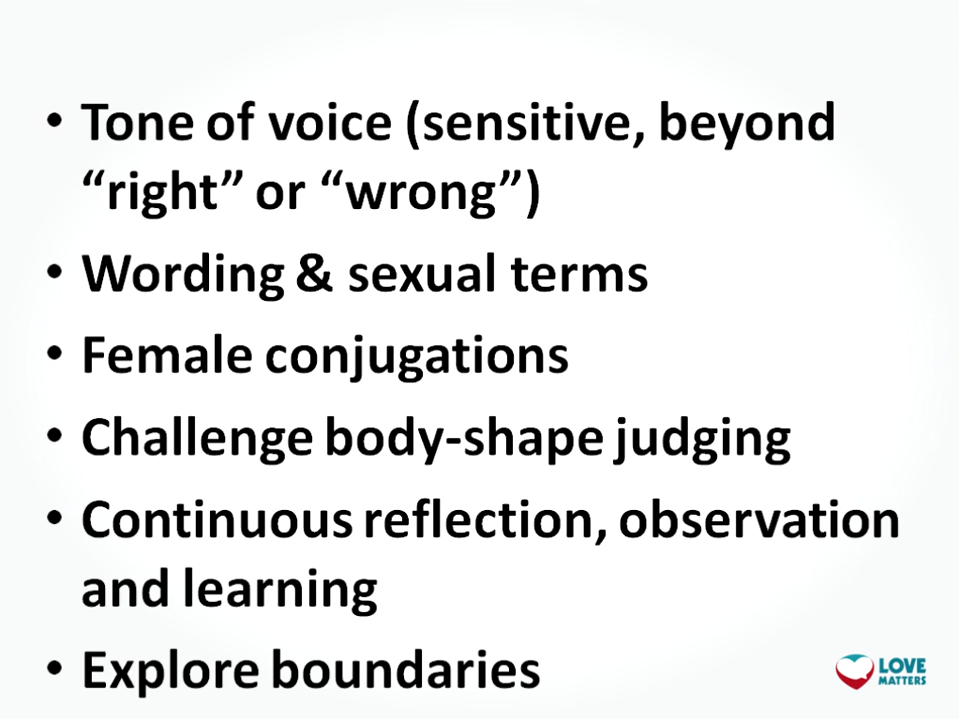 • Tone of voice (sensitive, beyond
“right” or “wrong”)
• Wording & sexual terms
• Female conjugations
• Challenge body-shape judging
• Continuous reflection, observation
and learning
• Explore boundaries
LOVE
MATTERS